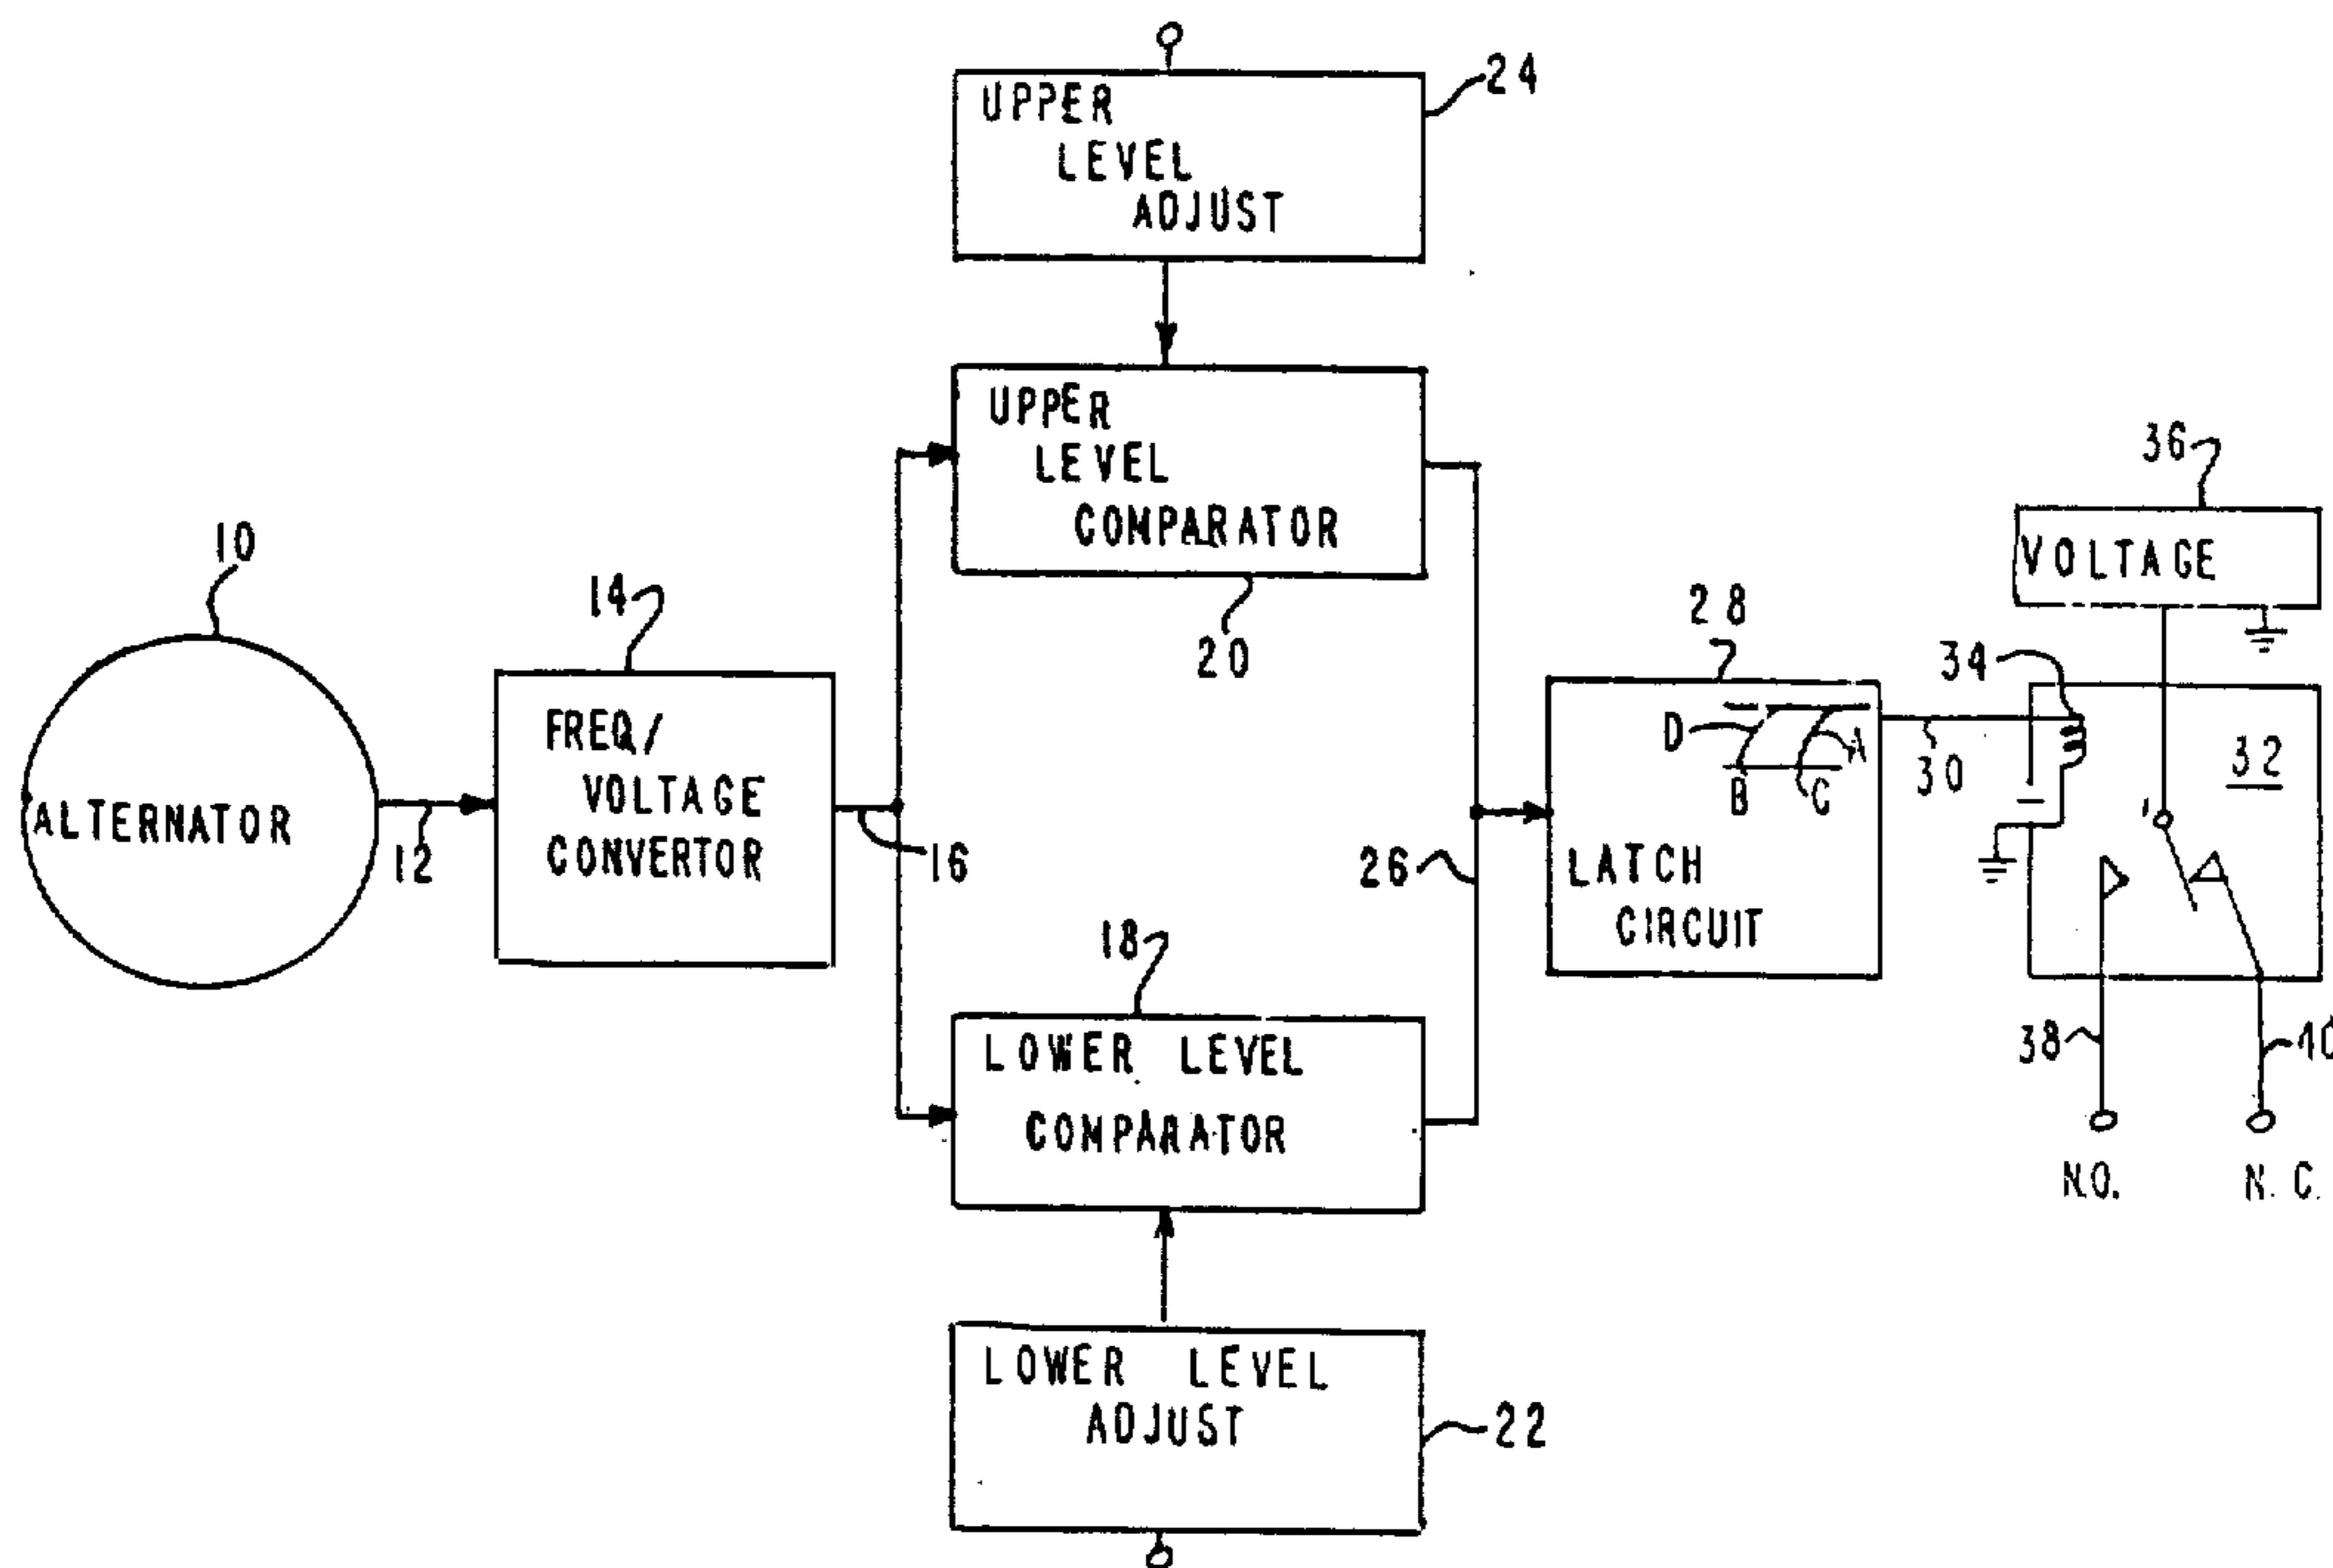 24
UPPER
LEVEL
ADJUST
UPPER
LEVEL
COMPARATOR
20
36
VOLTAGE
10
ALTERNATOR
12
14
FREQ/
VOLTAGE
CONVERTOR
16
28
D
A
B
C
LATCH
CIRCUIT
26
30
34
32
18
LOWER LEVEL
COMPARATOR
38
40
N.O.
N.C.
LOWER LEVEL
ADJUST
22